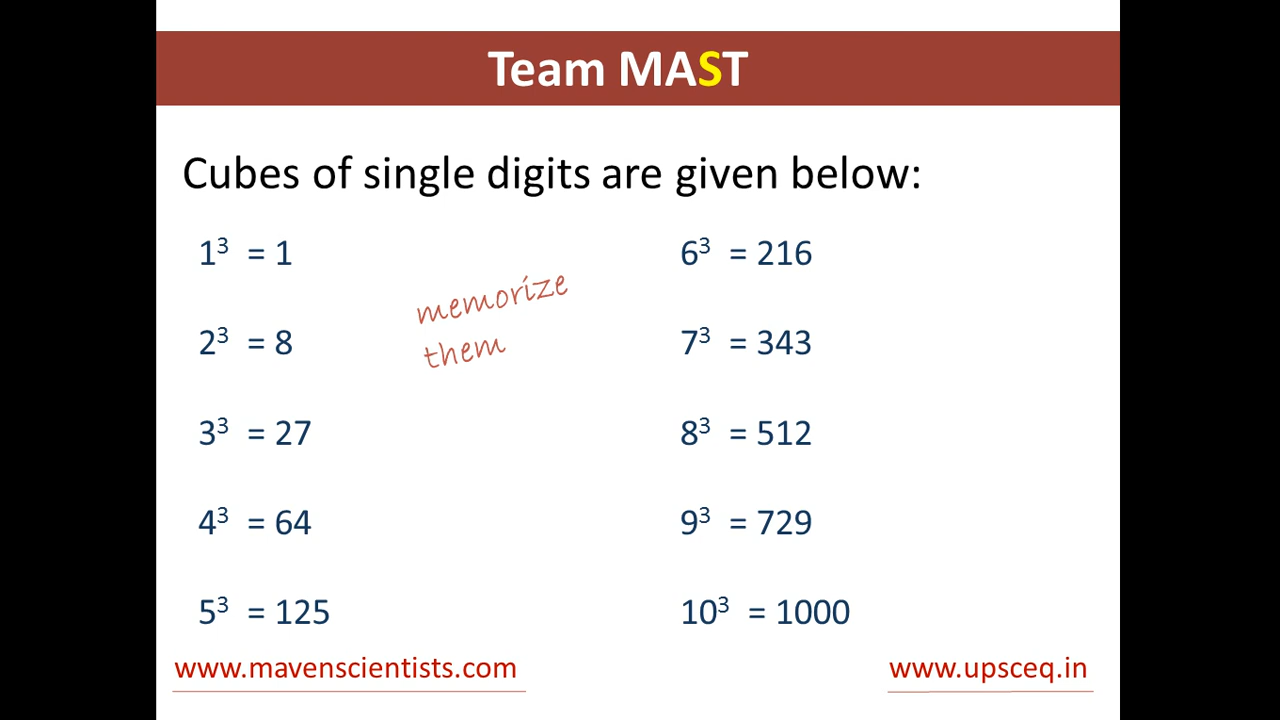 Team MAST
Cubes of single digits are given below:
1³ = 1
2³ = 8
3³ = 27
4³ = 64
5³ = 125
memorize
them
6³ = 216
7³ = 343
8³ = 512
9³ = 729
10³ = 1000
www.mavenscientists.com
www.upsceq.in